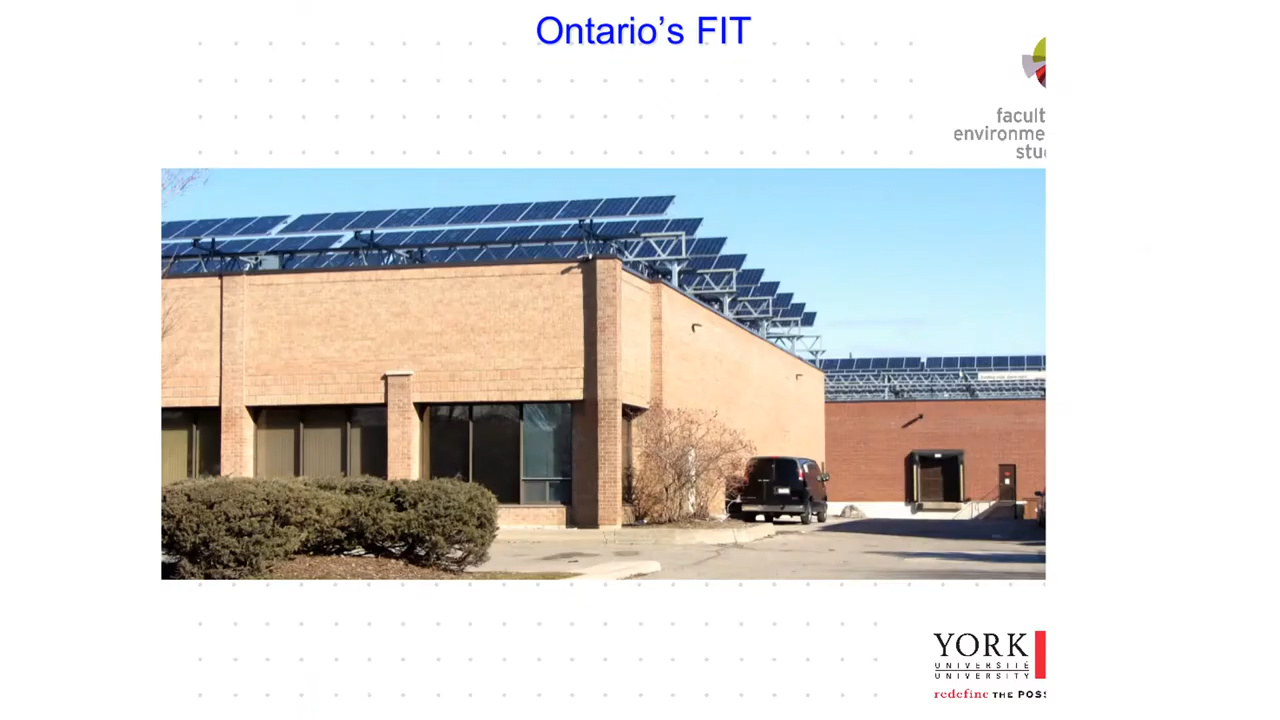 Ontario’s FIT
facult
environme
stu
YORK
UNIVERSITÉ
UNIVERSITY
redefine THE POSS